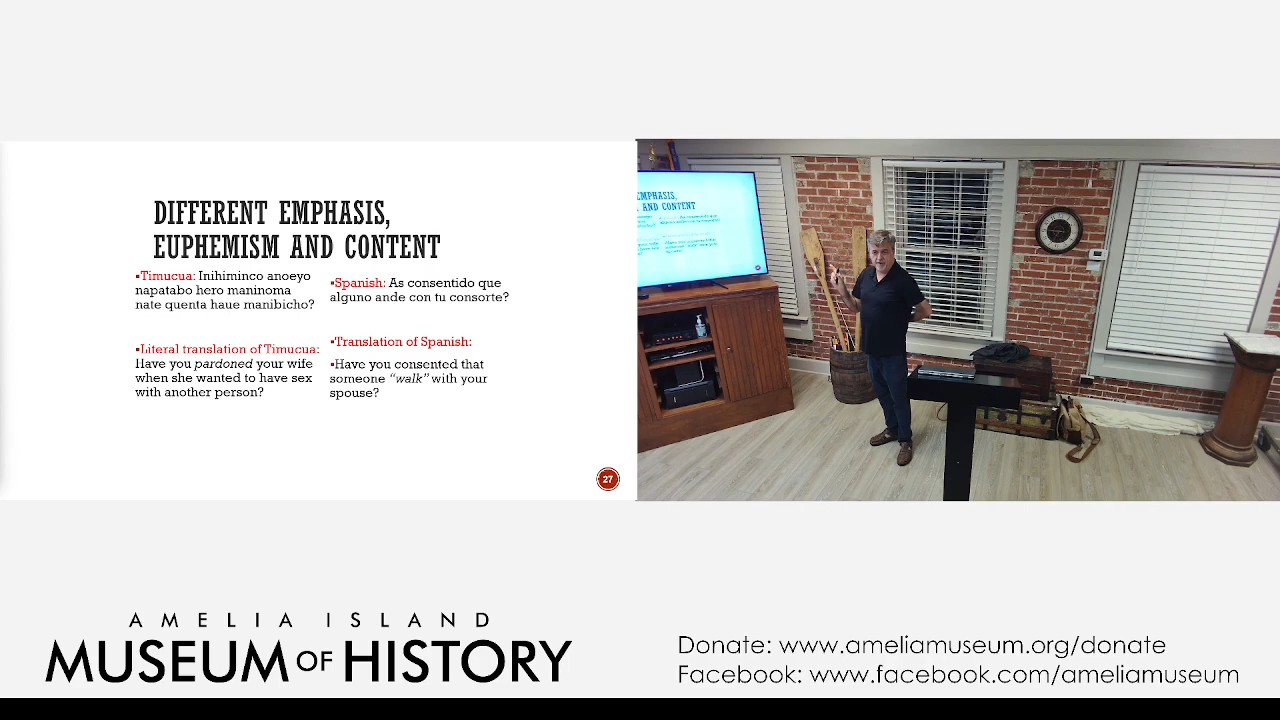 DIFFERENT EMPHASIS,
EUPHEMISM AND CONTENT
▪Timucua: Inihiminco anoeyo
napatabo hero maninoma
nate quenta haue manibicho?
▪Literal translation of Timucua:
Have you pardoned your wife
when she wanted to have sex
with another person?
▪Spanish: As consentido que
alguno ande con tu consorte?
▪Translation of Spanish:
▪Have you consented that
someone “walk” with your
spouse?
27
EMPHASIS,
AND CONTENT
AMELIA ISLAND
MUSEUM OF HISTORY
Donate: www.ameliamuseum.org/donate
Facebook: www.facebook.com/ameliamuseum